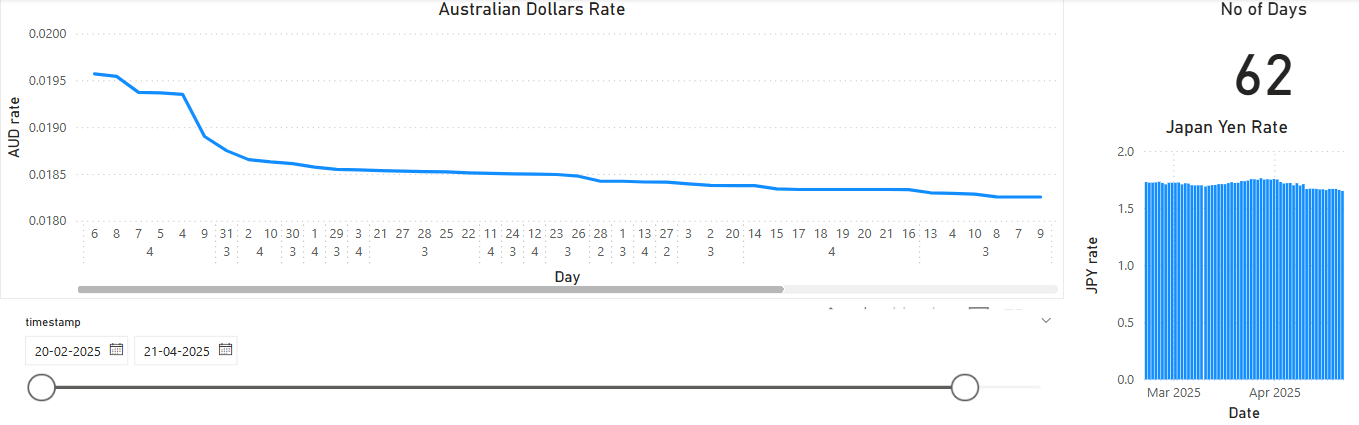 Australian Dollars Rate
0.0200
0.0195
0.0190
0.0185
0.0180
AUD rate
6 8 7 5 4 9 31 2 10 30 1 29 3 21 27 28 25 22 11 24 12 23 26 28 1 13 27 3 2 20 14 15 17 18 19 20 21 16 13 4 10 8 7 9
4 3 4 3 4 3 4 3 4 3 4 3 2 3 4 2 3 4 3
Day
No of Days
62
Japan Yen Rate
2.0
1.5
1.0
0.5
0.0
JPY rate
Mar 2025 Apr 2025
Date
timestamp
20-02-2025 21-04-2025